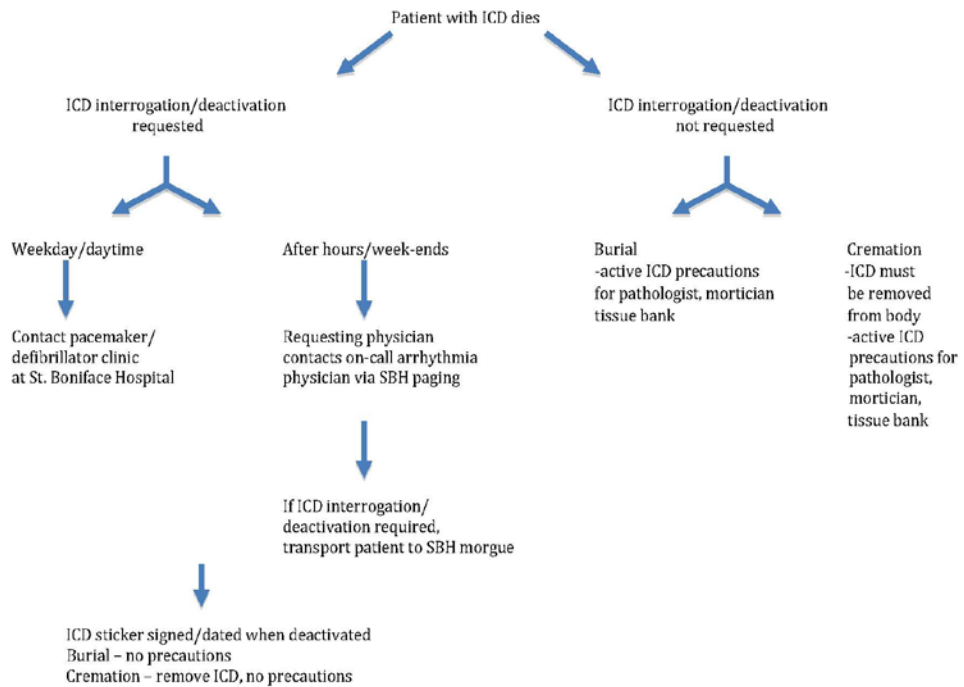 Patient with ICD dies
ICD interrogation/deactivation
requested
ICD interrogation/deactivation
not requested
Weekday/daytime
After hours/week-ends
Burial
-active ICD precautions
for pathologist, mortician
tissue bank
Cremation
-ICD must
be removed
from body
-active ICD
precautions for
pathologist,
mortician,
tissue bank
Contact pacemaker/
defibrillator clinic
at St. Boniface Hospital
Requesting physician
contacts on-call arrhythmia
physician via SBH paging
If ICD interrogation/
deactivation required,
transport patient to SBH morgue
ICD sticker signed/dated when deactivated
Burial – no precautions
Cremation – remove ICD, no precautions